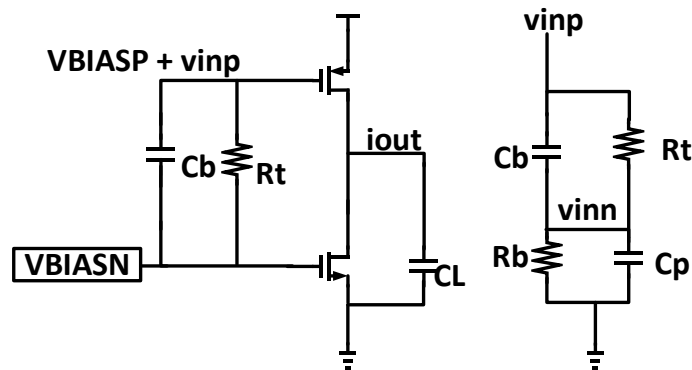 VBIASP + vinp
Cb
Rt
iout
VBIASN
CL
vinp
Cb
Rt
vinn
Rb
Cp